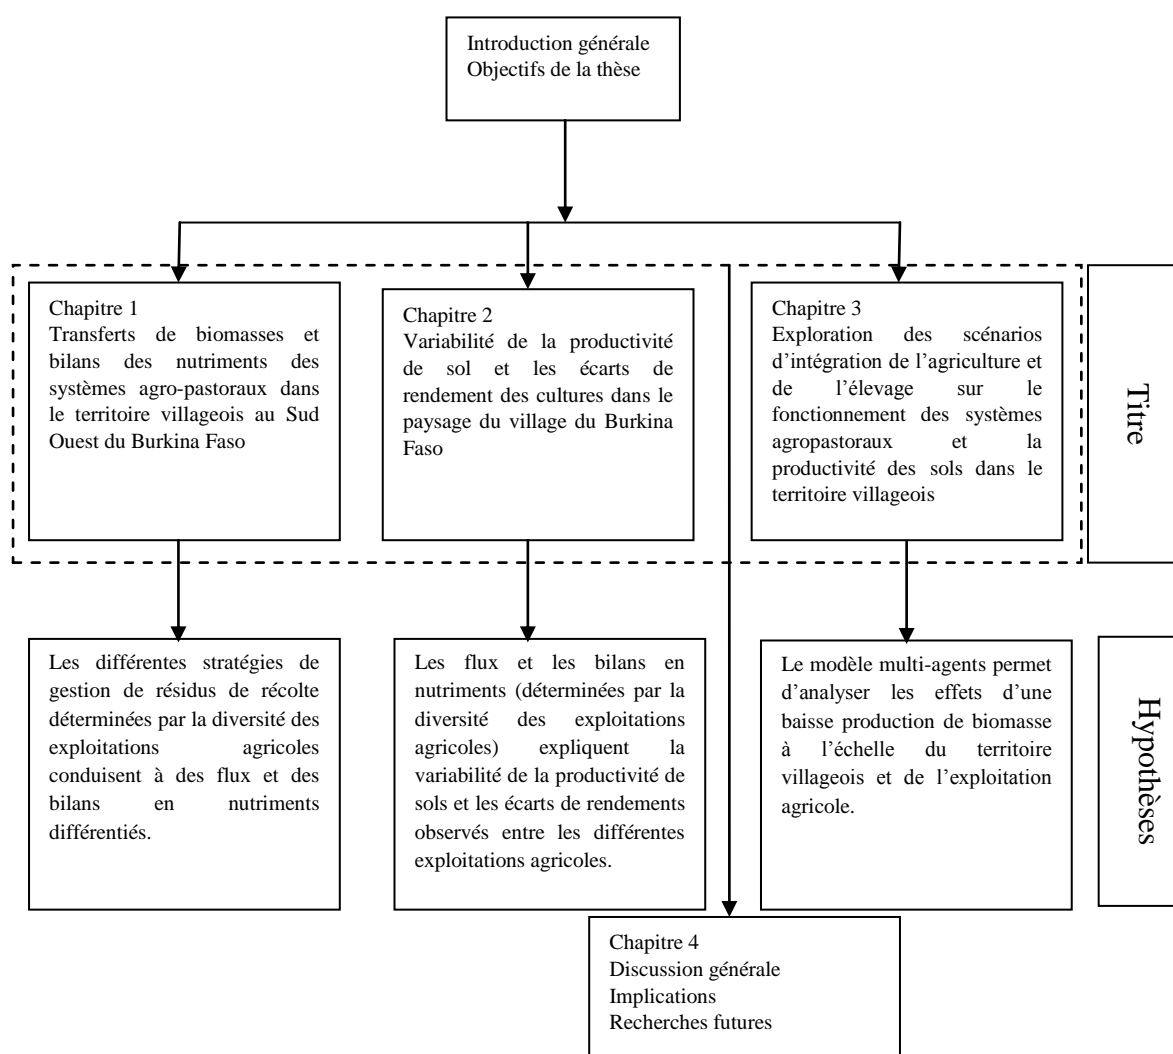 Introduction générale
Objectifs de la thèse
Chapitre 1
Transferts de biomasses et
bilans des nutriments des
systèmes agro-pastoraux dans
le territoire villageois au Sud
Ouest du Burkina Faso
Chapitre 2
Variabilité de la productivité
de sol et les écarts de
rendement des cultures dans le
paysage du village du Burkina
Faso
Chapitre 3
Exploration des scénarios
d'intégration de l'agriculture et
de l'élevage sur le
fonctionnement des systèmes
agropastoraux et la
productivité des sols dans le
territoire villageois
Titre
Les différentes stratégies de
gestion de résidus de récolte
déterminées par la diversité des
exploitations agricoles
conduisent à des flux et des
bilans en nutriments
différentiés.
Les flux et les bilans en
nutriments (déterminées par la
diversité des exploitations
agricoles) expliquent la
variabilité de la productivité de
sols et les écarts de rendements
observés entre les différentes
exploitations agricoles.
Le modèle multi-agents permet
d'analyser les effets d'une
baisse production de biomasse
à l'échelle du territoire
villageois et de l'exploitation
agricole.
Hypothèses
Chapitre 4
Discussion générale
Implications
Recherches futures